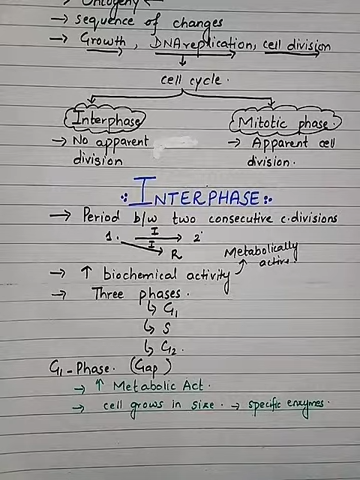 → Ontogeny ←
→ sequence of changes
→ Growth, DNA replication, cell division
↓
cell cycle.
Interphase Mitotic phase
→ No apparent division
→ Apparent cell division.
INTERPHASE
→ Period b/w two consecutive c.divisions
1. I→ 2
I→ R
Metabolically active.
→ ↑ biochemical activity
→ Three phases.
↳ G1
↳ S
↳ G2
G1-Phase. (Gap)
→ ↑ Metabolic Act.
→ cell grows in size. → specific enzymes.